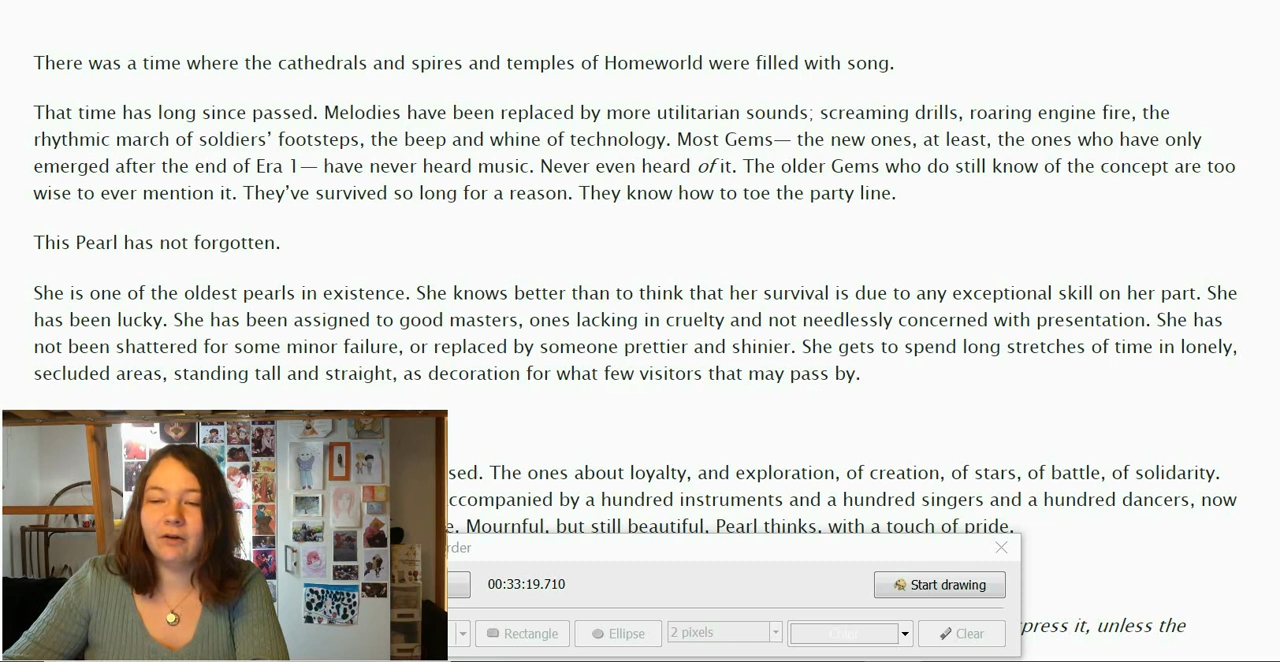 There was a time where the cathedrals and spires and temples of Homeworld were filled with song.
That time has long since passed. Melodies have been replaced by more utilitarian sounds; screaming drills, roaring engine fire, the
rhythmic march of soldiers’ footsteps, the beep and whine of technology. Most Gems— the new ones, at least, the ones who have only
emerged after the end of Era 1— have never heard music. Never even heard of it. The older Gems who do still know of the concept are too
wise to ever mention it. They’ve survived so long for a reason. They know how to toe the party line.
This Pearl has not forgotten.
She is one of the oldest pearls in existence. She knows better than to think that her survival is due to any exceptional skill on her part. She
has been lucky. She has been assigned to good masters, ones lacking in cruelty and not needlessly concerned with presentation. She has
not been shattered for some minor failure, or replaced by someone prettier and shinier. She gets to spend long stretches of time in lonely,
secluded areas, standing tall and straight, as decoration for what few visitors that may pass by.
sed. The ones about loyalty, and exploration, of creation, of stars, of battle, of solidarity.
ccompanied by a hundred instruments and a hundred singers and a hundred dancers, now
e. Mournful, but still beautiful, Pearl thinks, with a touch of pride.
rder
00:33:19.710
Start drawing
Rectangle
Ellipse
2 pixels
Color
Clear
press it, unless the